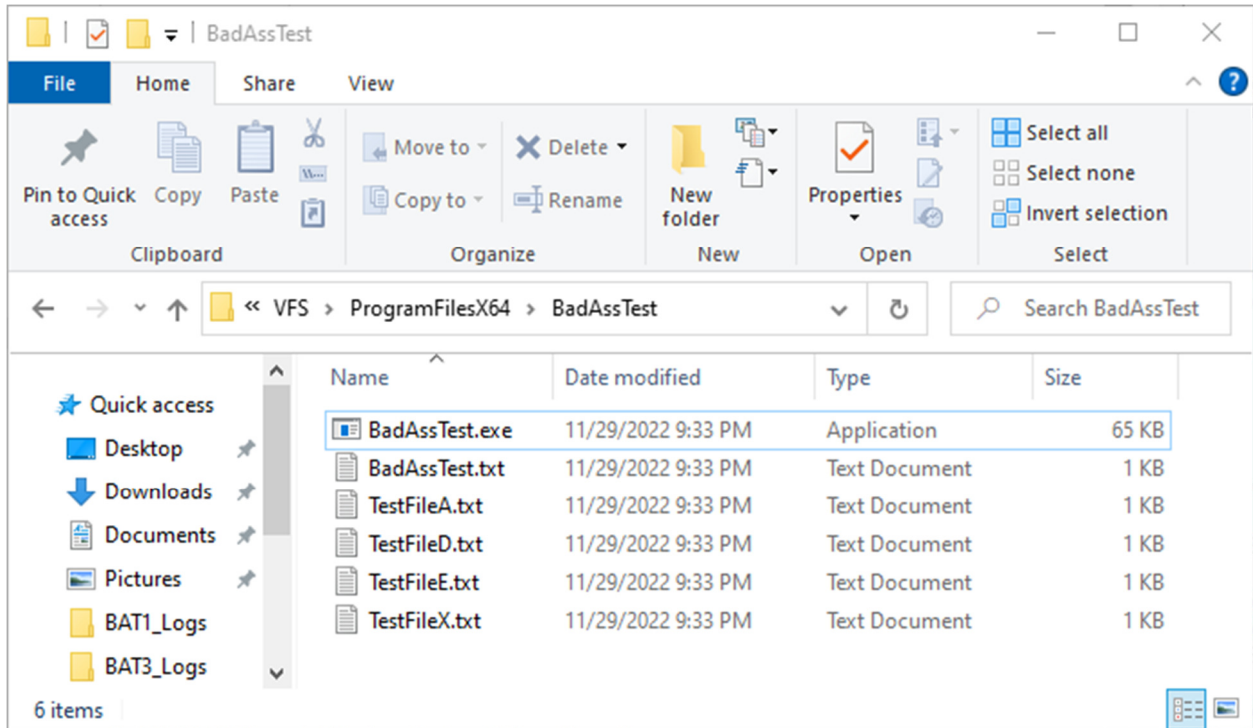 BadAssTest
File Home Share View
Pin to Quick access
Copy
Paste
Clipboard
Move to
Copy to
Delete
Rename
Organize
New folder
New
Properties
Open
Select all
Select none
Invert selection
Select
« VFS > ProgramFilesX64 > BadAssTest
Search BadAssTest
Name Date modified Type Size
Quick access
Desktop
Downloads
Documents
Pictures
BAT1_Logs
BAT3_Logs
BadAssTest.exe 11/29/2022 9:33 PM Application 65 KB
BadAssTest.txt 11/29/2022 9:33 PM Text Document 1 KB
TestFileA.txt 11/29/2022 9:33 PM Text Document 1 KB
TestFileD.txt 11/29/2022 9:33 PM Text Document 1 KB
TestFileE.txt 11/29/2022 9:33 PM Text Document 1 KB
TestFileX.txt 11/29/2022 9:33 PM Text Document 1 KB
6 items